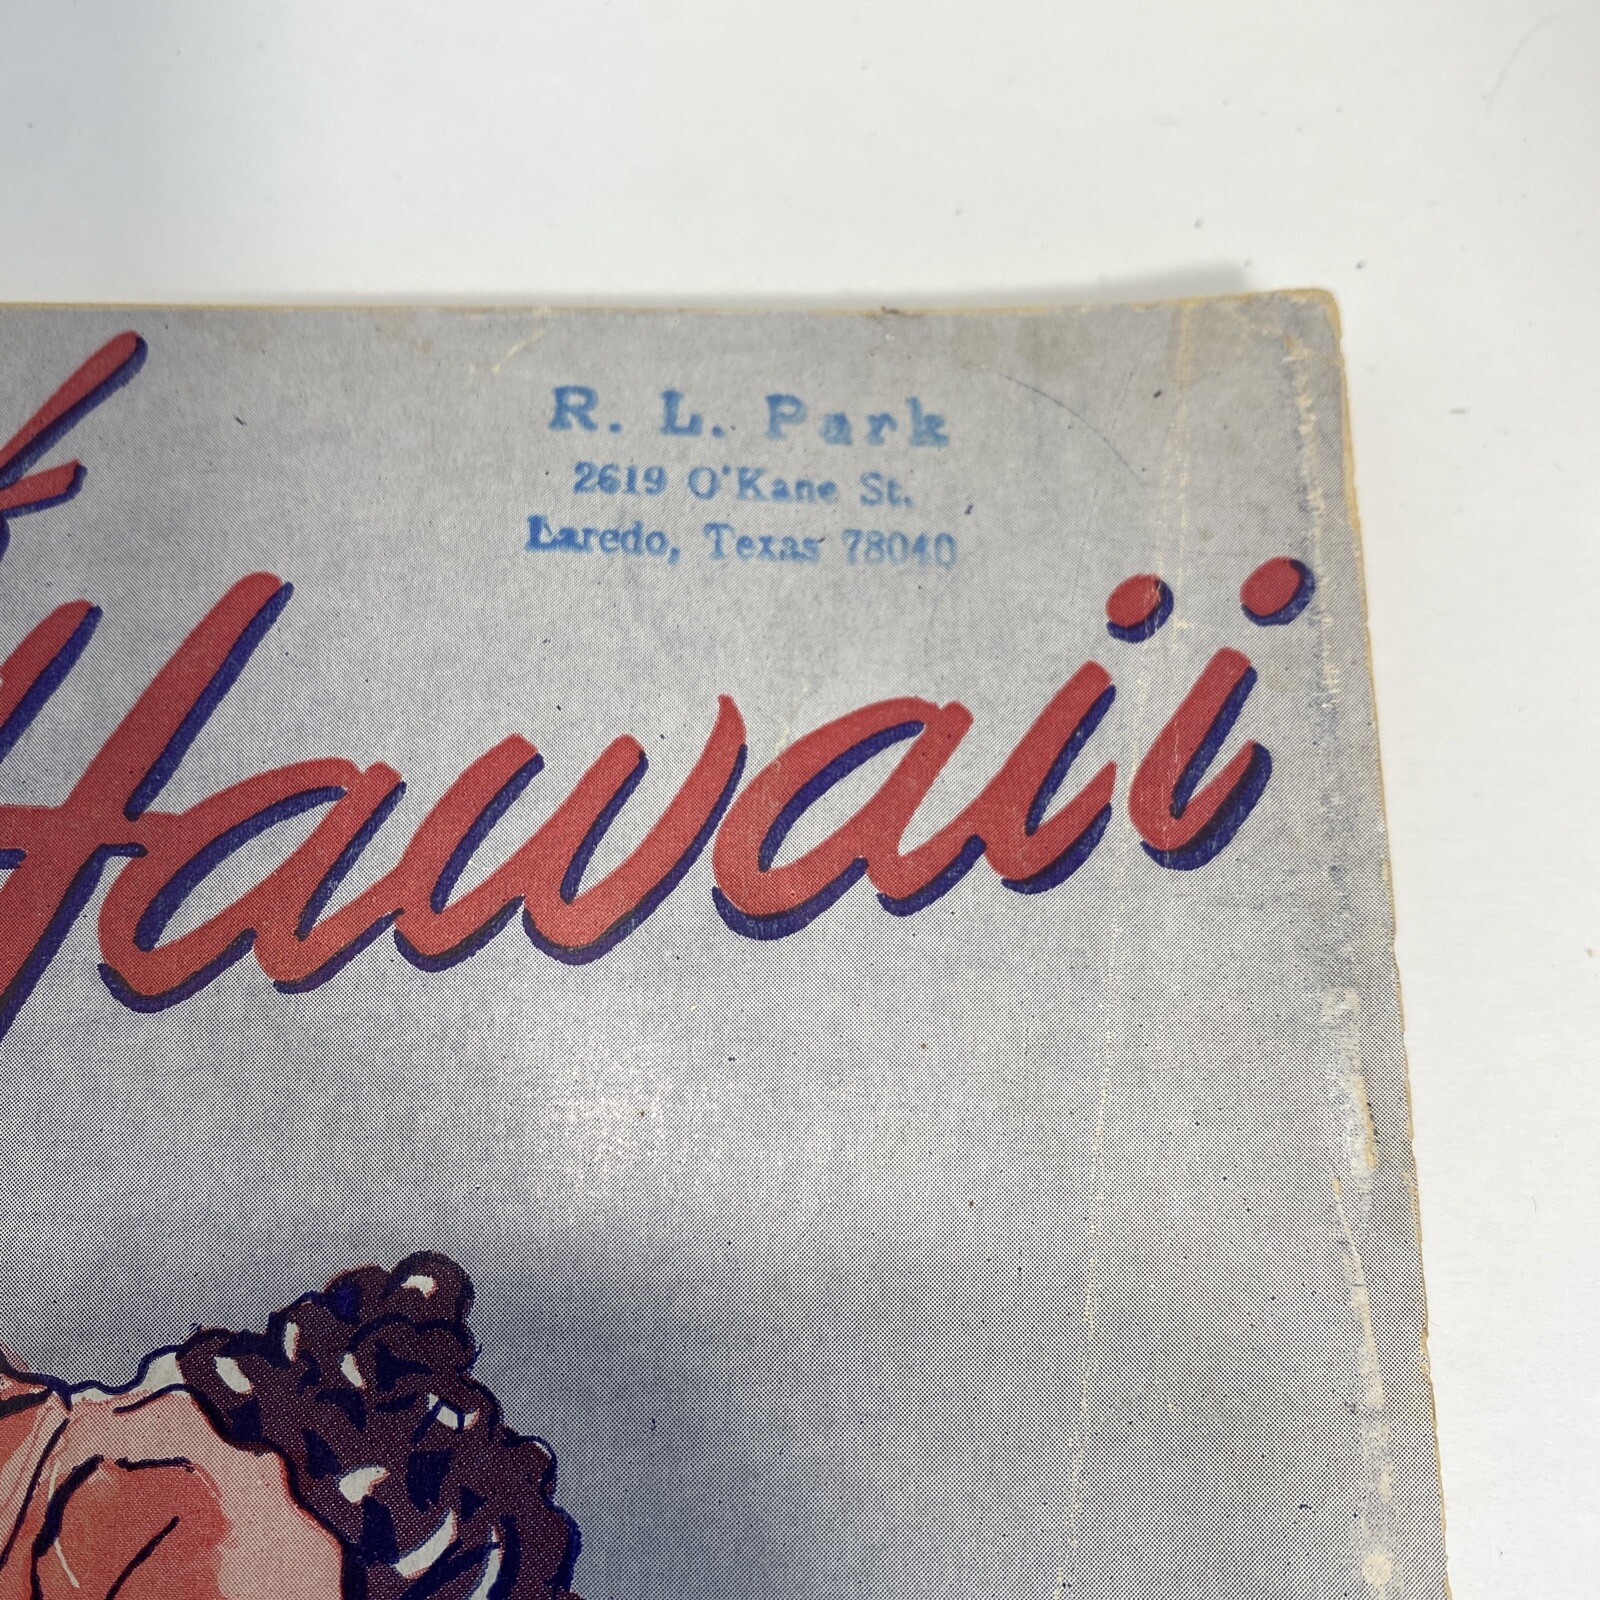 R. L. Park
2619 O'Kane St.
Laredo, Texas 78040
Hawaii